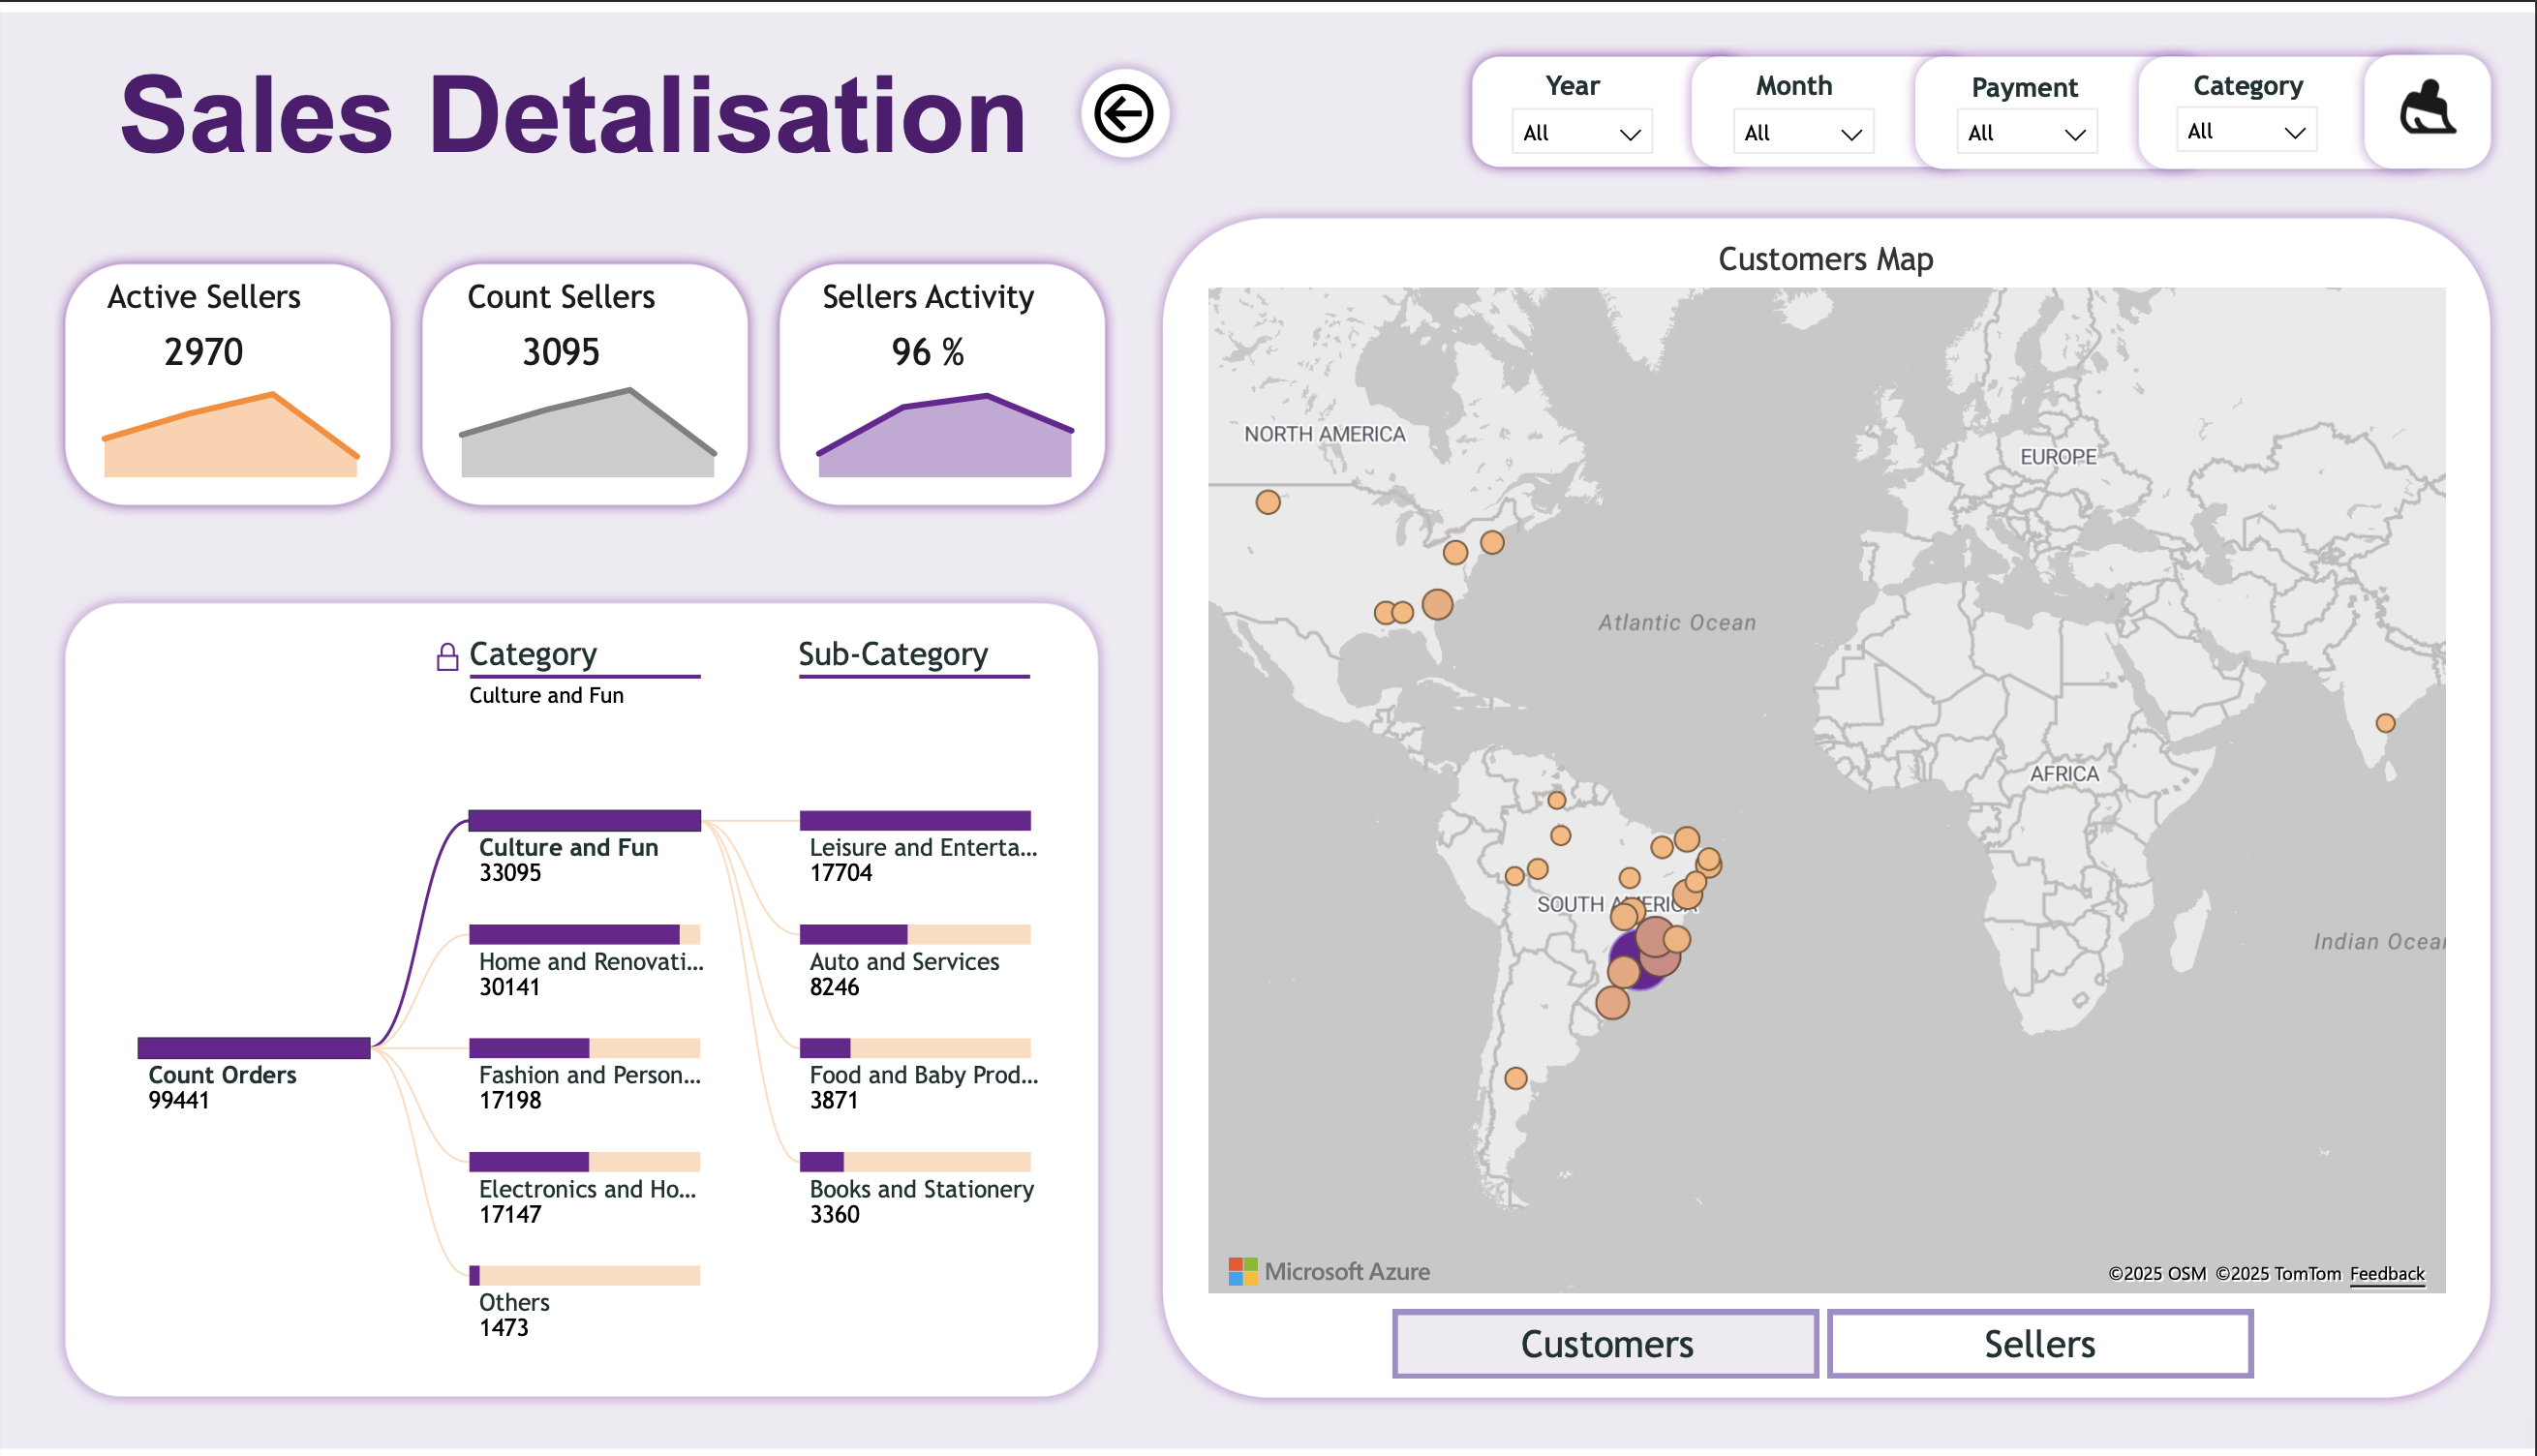 Sales Detalisation
Year
All
Month
All
Payment
All
Category
All
Active Sellers
2970
Count Sellers
3095
Sellers Activity
96 %
Category
Culture and Fun
Sub-Category
Count Orders
99441
Culture and Fun
33095
Home and Renovati...
30141
Fashion and Person...
17198
Electronics and Ho...
17147
Others
1473
Leisure and Enterta...
17704
Auto and Services
8246
Food and Baby Prod...
3871
Books and Stationery
3360
Customers Map
NORTH AMERICA
EUROPE
Atlantic Ocean
AFRICA
SOUTH AMERICA
Indian Ocean
Microsoft Azure
©2025 OSM ©2025 TomTom Feedback
Customers
Sellers